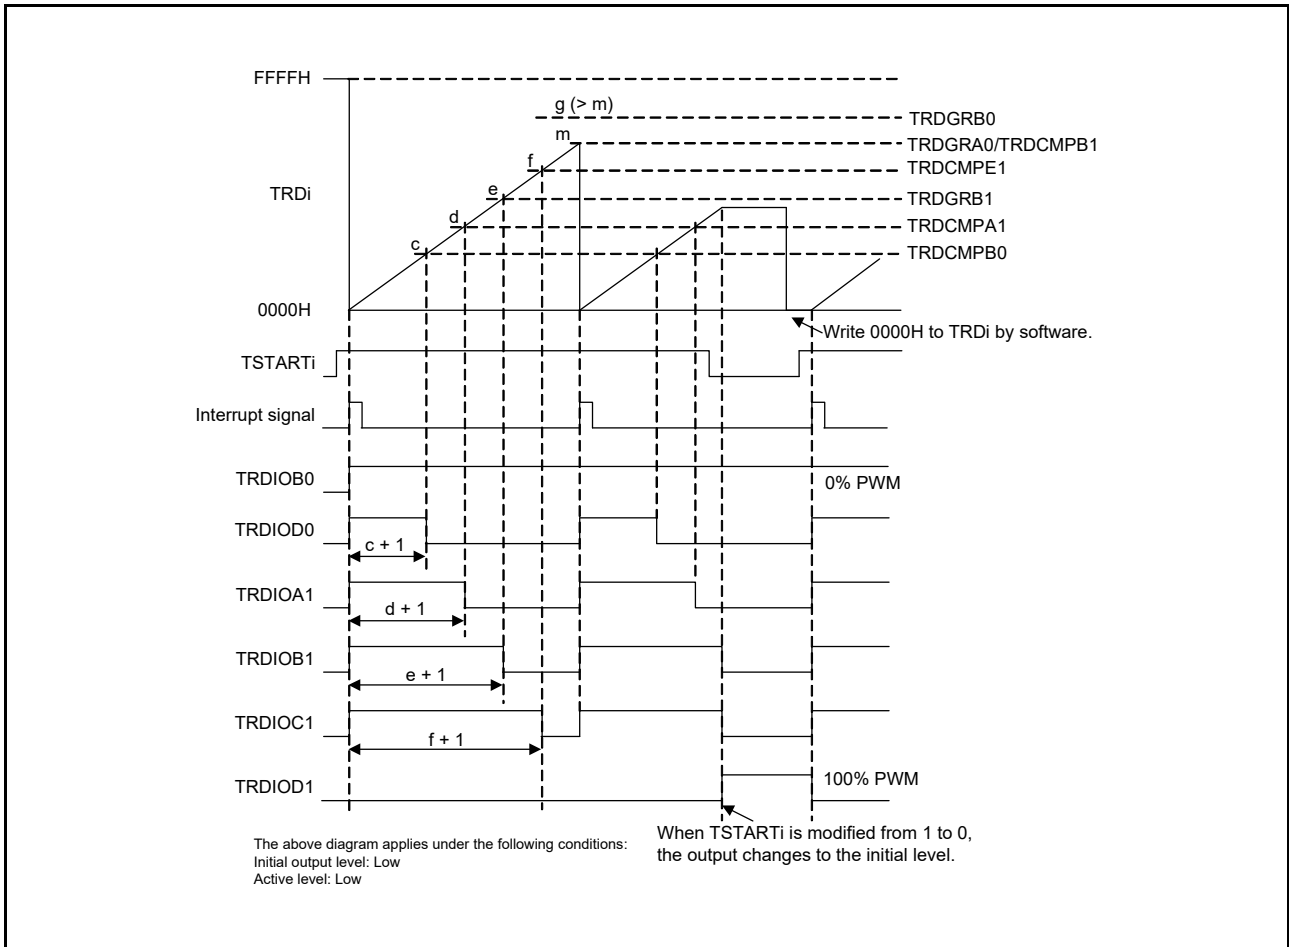 FFFFH
g (> m)
TRDGRB0
m
TRDGRA0/TRDCMPB1
f
TRDCMPE1
TRDi
e
TRDGRB1
d
TRDCMPA1
c
TRDCMPB0
0000H
Write 0000H to TRDi by software.
TSTARTi
Interrupt signal
TRDIOB0
0% PWM
TRDIOD0
c + 1
TRDIOA1
d + 1
TRDIOB1
e + 1
TRDIOC1
f + 1
TRDIOD1
100% PWM
When TSTARTi is modified from 1 to 0,
the output changes to the initial level.
The above diagram applies under the following conditions:
Initial output level: Low
Active level: Low